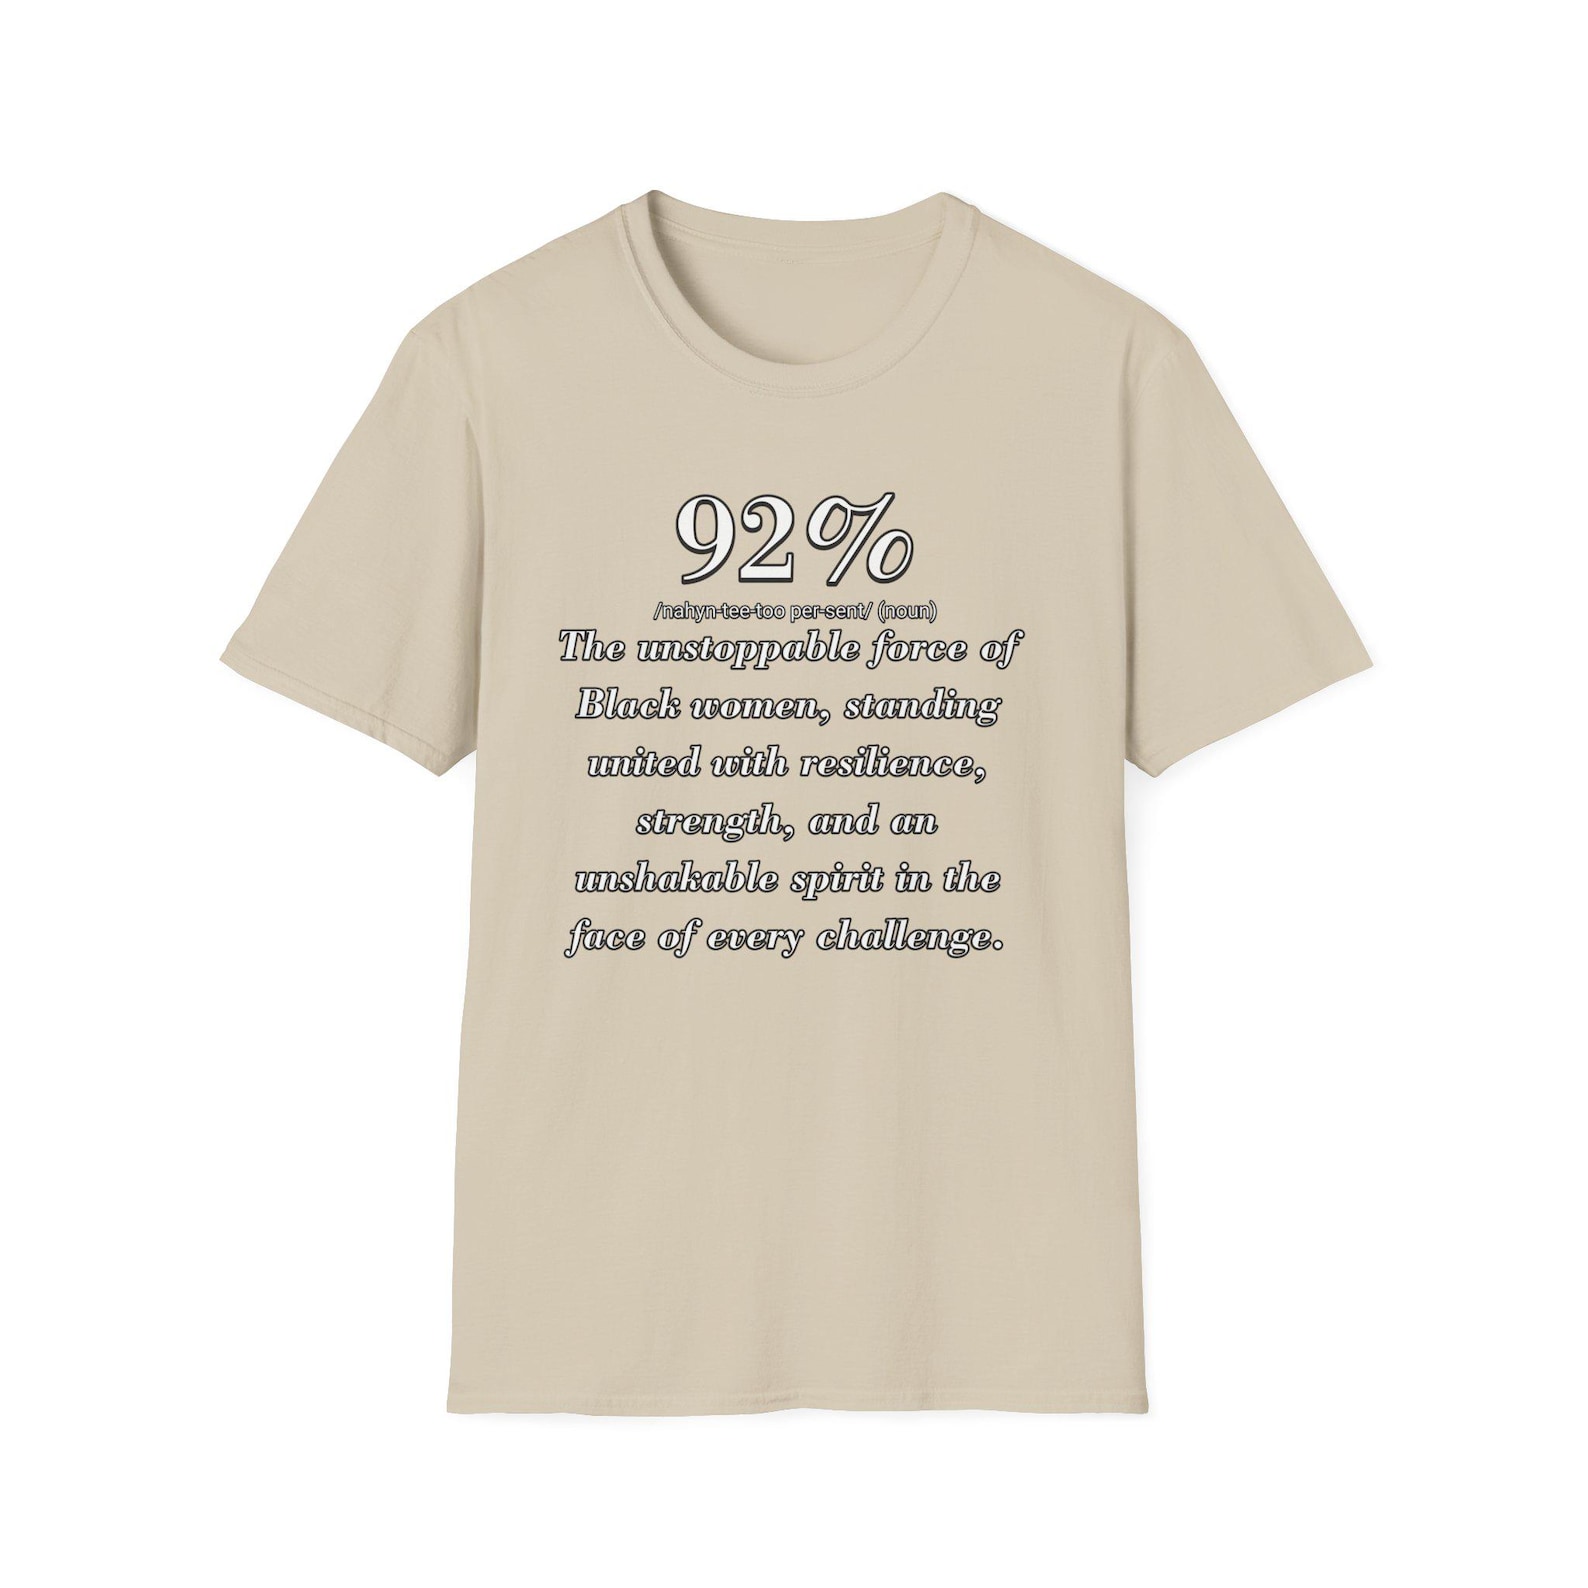 92%
/nahyn-tee-too per-sent/ (noun)
The unstoppable force of
Black women, standing
united with resilience,
strength, and an
unshakable spirit in the
face of every challenge.